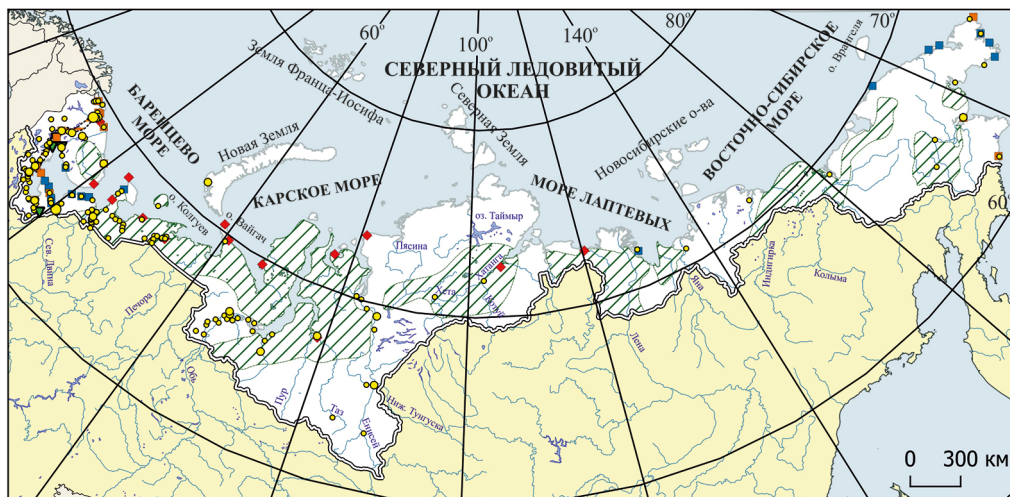 60°
100°
140°
80°
70°
СЕВЕРНЫЙ ЛЕДОВИТЫЙ
ОКЕАН
БАРЕНЦЕВО
МОРЕ
Земля Франца-Иосифа
Северная Земля
Новая Земля
Новосибирские о-ва
ВОСТОЧНО-СИБИРСКОЕ
МОРЕ
о. Врангеля
КАРСКОЕ МОРЕ
МОРЕ ЛАПТЕВЫХ
о. Колгуев
о. Вайгач
оз. Таймыр
Пясина
Хатанга
Хета
Котуй
60°
Сев. Двина
Печора
Обь
Пур
Таз
Енисей
Ниж. Тунгуска
Лена
Яна
Индигирка
Колыма
0 300 км